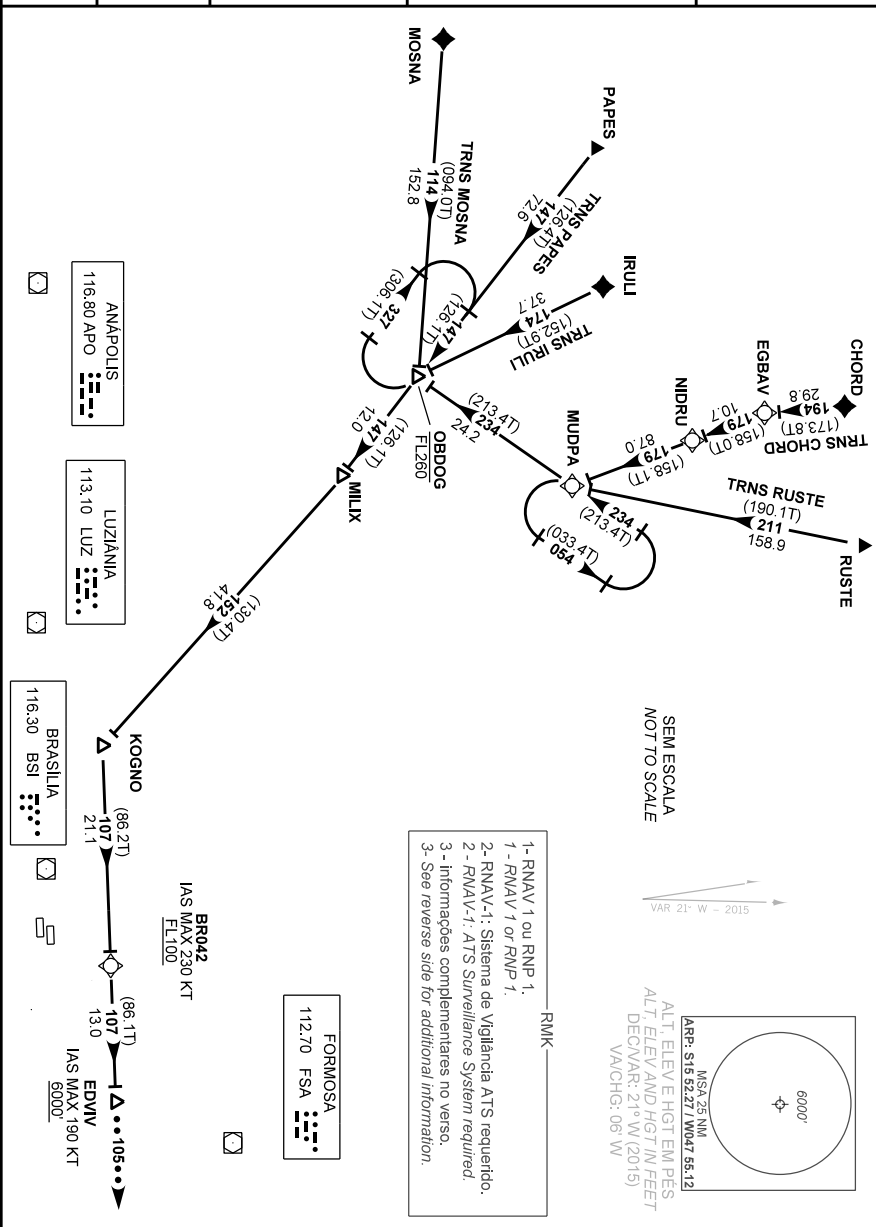 MOSNA
TRNS MOSNA
(094.0T)
114
152.8
PAPES
TRNS PAPES
(126.4T)
147
72.6
IRULI
TRNS IRULI
(152.9T)
174
37.7
CHORD
TRNS CHORD
(173.8T)
194
29.8
EGBAV
(158.0T)
179
10.7
NIDRU
(158.1T)
179
87.0
RUSTE
TRNS RUSTE
(190.1T)
211
158.9
MUDPA
234
(213.4T)
(033.4T)
054
(213.4T)
234
24.2
(126.1T)
147
327
(306.1T)
OBDOG
FL260
(126.1T)
147
12.0
MILIX
(130.4T)
152
41.8
KOGNO
(86.2T)
107
21.1
BR042
IAS MAX 230 KT
FL100
(86.1T)
107
13.0
EDVIV
IAS MAX 190 KT
6000'
105
ANÁPOLIS
116.80 APO
LUZIÂNIA
113.10 LUZ
BRASÍLIA
116.30 BSI
FORMOSA
112.70 FSA
SEM ESCALA
NOT TO SCALE
VAR 21° W - 2015
RMK
1- RNAV 1 ou RNP 1.
1 - RNAV 1 or RNP 1.
2- RNAV-1: Sistema de Vigilância ATS requerido.
2 - RNAV-1: ATS Surveillance System required.
3 - informações complementares no verso.
3- See reverse side for additional information.
6000'
MSA 25 NM
ARP: S15 52.27 / W047 55.12
ALT, ELEV E HGT EM PÉS
ALT, ELEV AND HGT IN FEET
DEC/VAR: 21° W (2015)
VA/CHG: 06' W